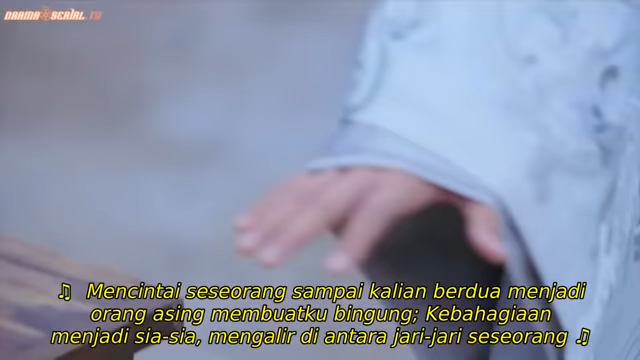 DRAMASERIAL.TV
♫ Mencintai seseorang sampai kalian berdua menjadi
orang asing membuatku bingung; Kebahagiaan
menjadi sia-sia, mengalir di antara jari-jari seseorang ♫